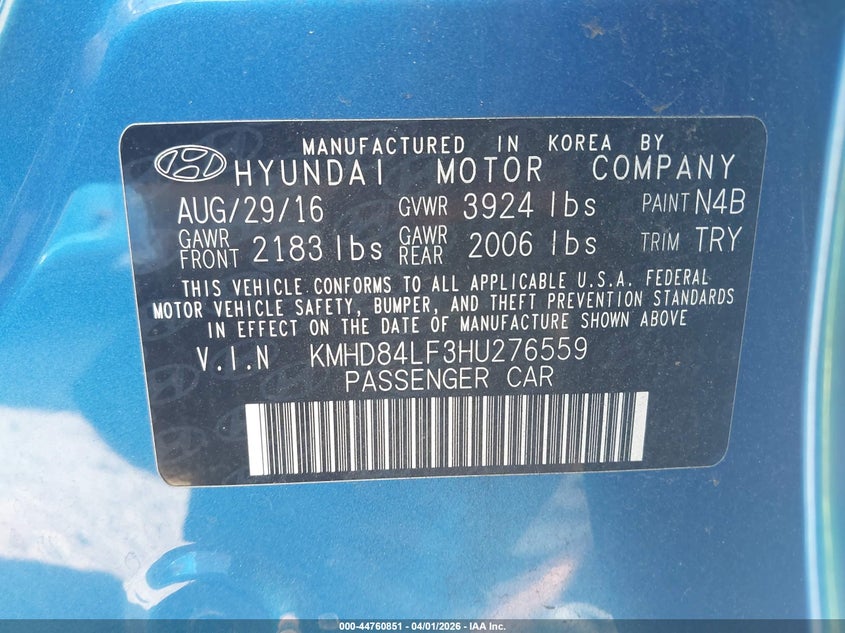 MANUFACTURED IN KOREA BY
HYUNDAI MOTOR COMPANY
AUG/29/16 GVWR 3924 lbs PAINT N4B
GAWR FRONT 2183 lbs GAWR REAR 2006 lbs TRIM TRY
THIS VEHICLE CONFORMS TO ALL APPLICABLE U.S.A. FEDERAL
MOTOR VEHICLE SAFETY, BUMPER, AND THEFT PREVENTION STANDARDS
IN EFFECT ON THE DATE OF MANUFACTURE SHOWN ABOVE
V.I.N KMHD84LF3HU276559
PASSENGER CAR
000-44760851 | 04/01/2026 - IAA Inc.